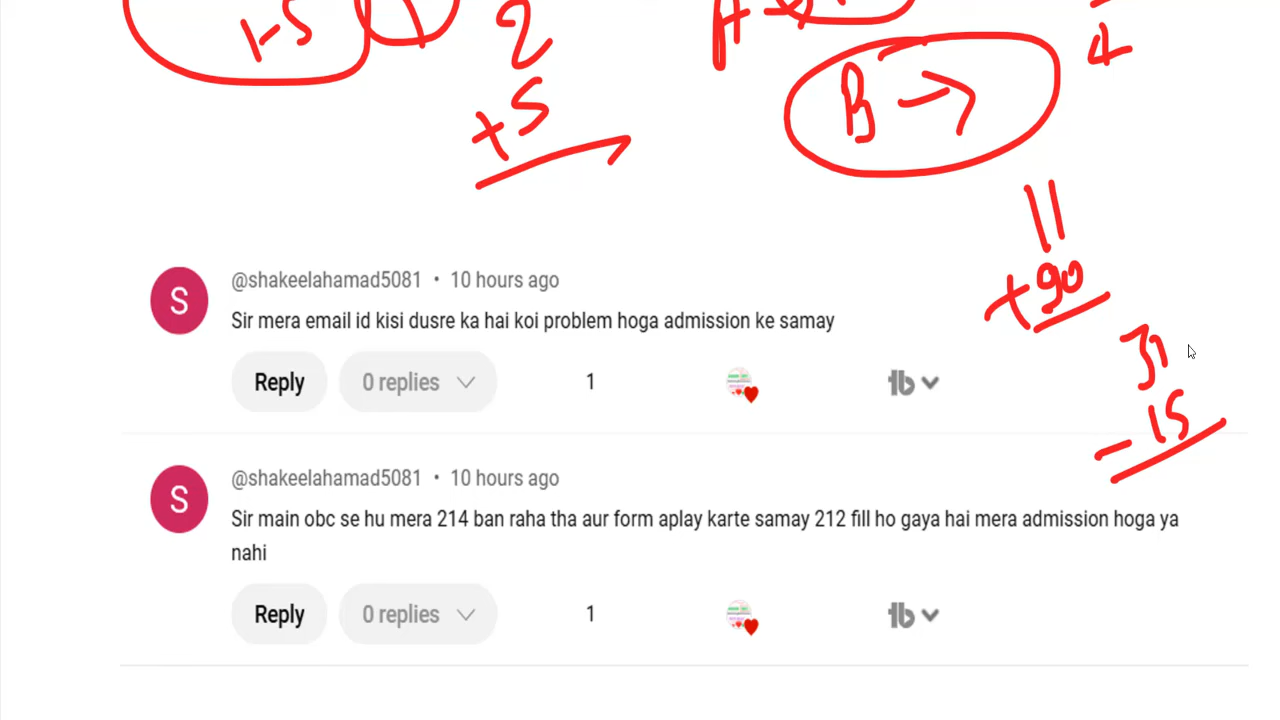 1-5
2
+5
4
B →
11
+90
@shakeelahamad5081 • 10 hours ago
Sir mera email id kisi dusre ka hai koi problem hoga admission ke samay
31
-15
Reply 0 replies 1
@shakeelahamad5081 • 10 hours ago
Sir main obc se hu mera 214 ban raha tha aur form aplay karte samay 212 fill ho gaya hai mera admission hoga ya
nahi
Reply 0 replies 1